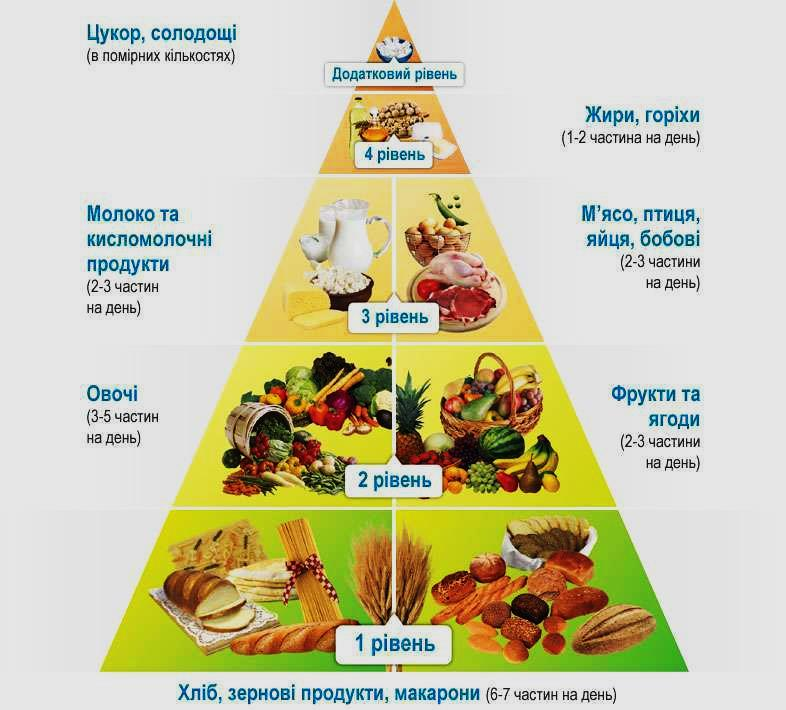 Цукор, солодощі
(в помірних кількостях)
Додатковий рівень
Жири, горіхи
(1-2 частина на день)
4 рівень
Молоко та
кисломолочні
продукти
(2-3 частин
на день)
М’ясо, птиця,
яйця, бобові
(2-3 частини
на день)
3 рівень
Овочі
(3-5 частин
на день)
Фрукти та
ягоди
(2-3 частини
на день)
2 рівень
1 рівень
Хліб, зернові продукти, макарони (6-7 частин на день)